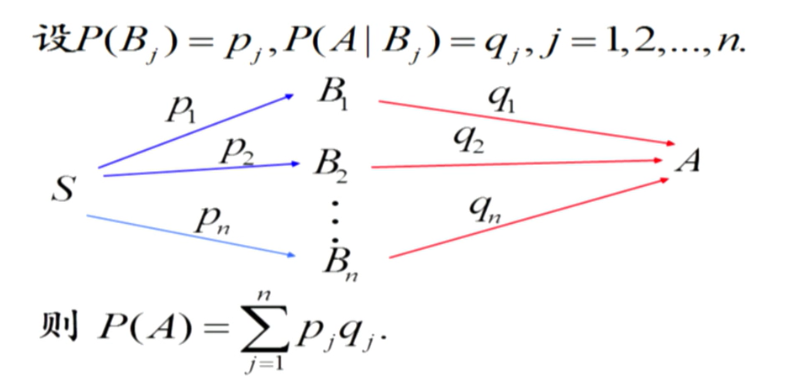 设P(B_j) = p_j, P(A | B_j) = q_j, j = 1,2,...,n.
B_1
p_1
q_1
p_2
B_2
q_2
A
S
p_n
⋮
q_n
B_n
则 P(A) = \sum_{j=1}^{n} p_j q_j.